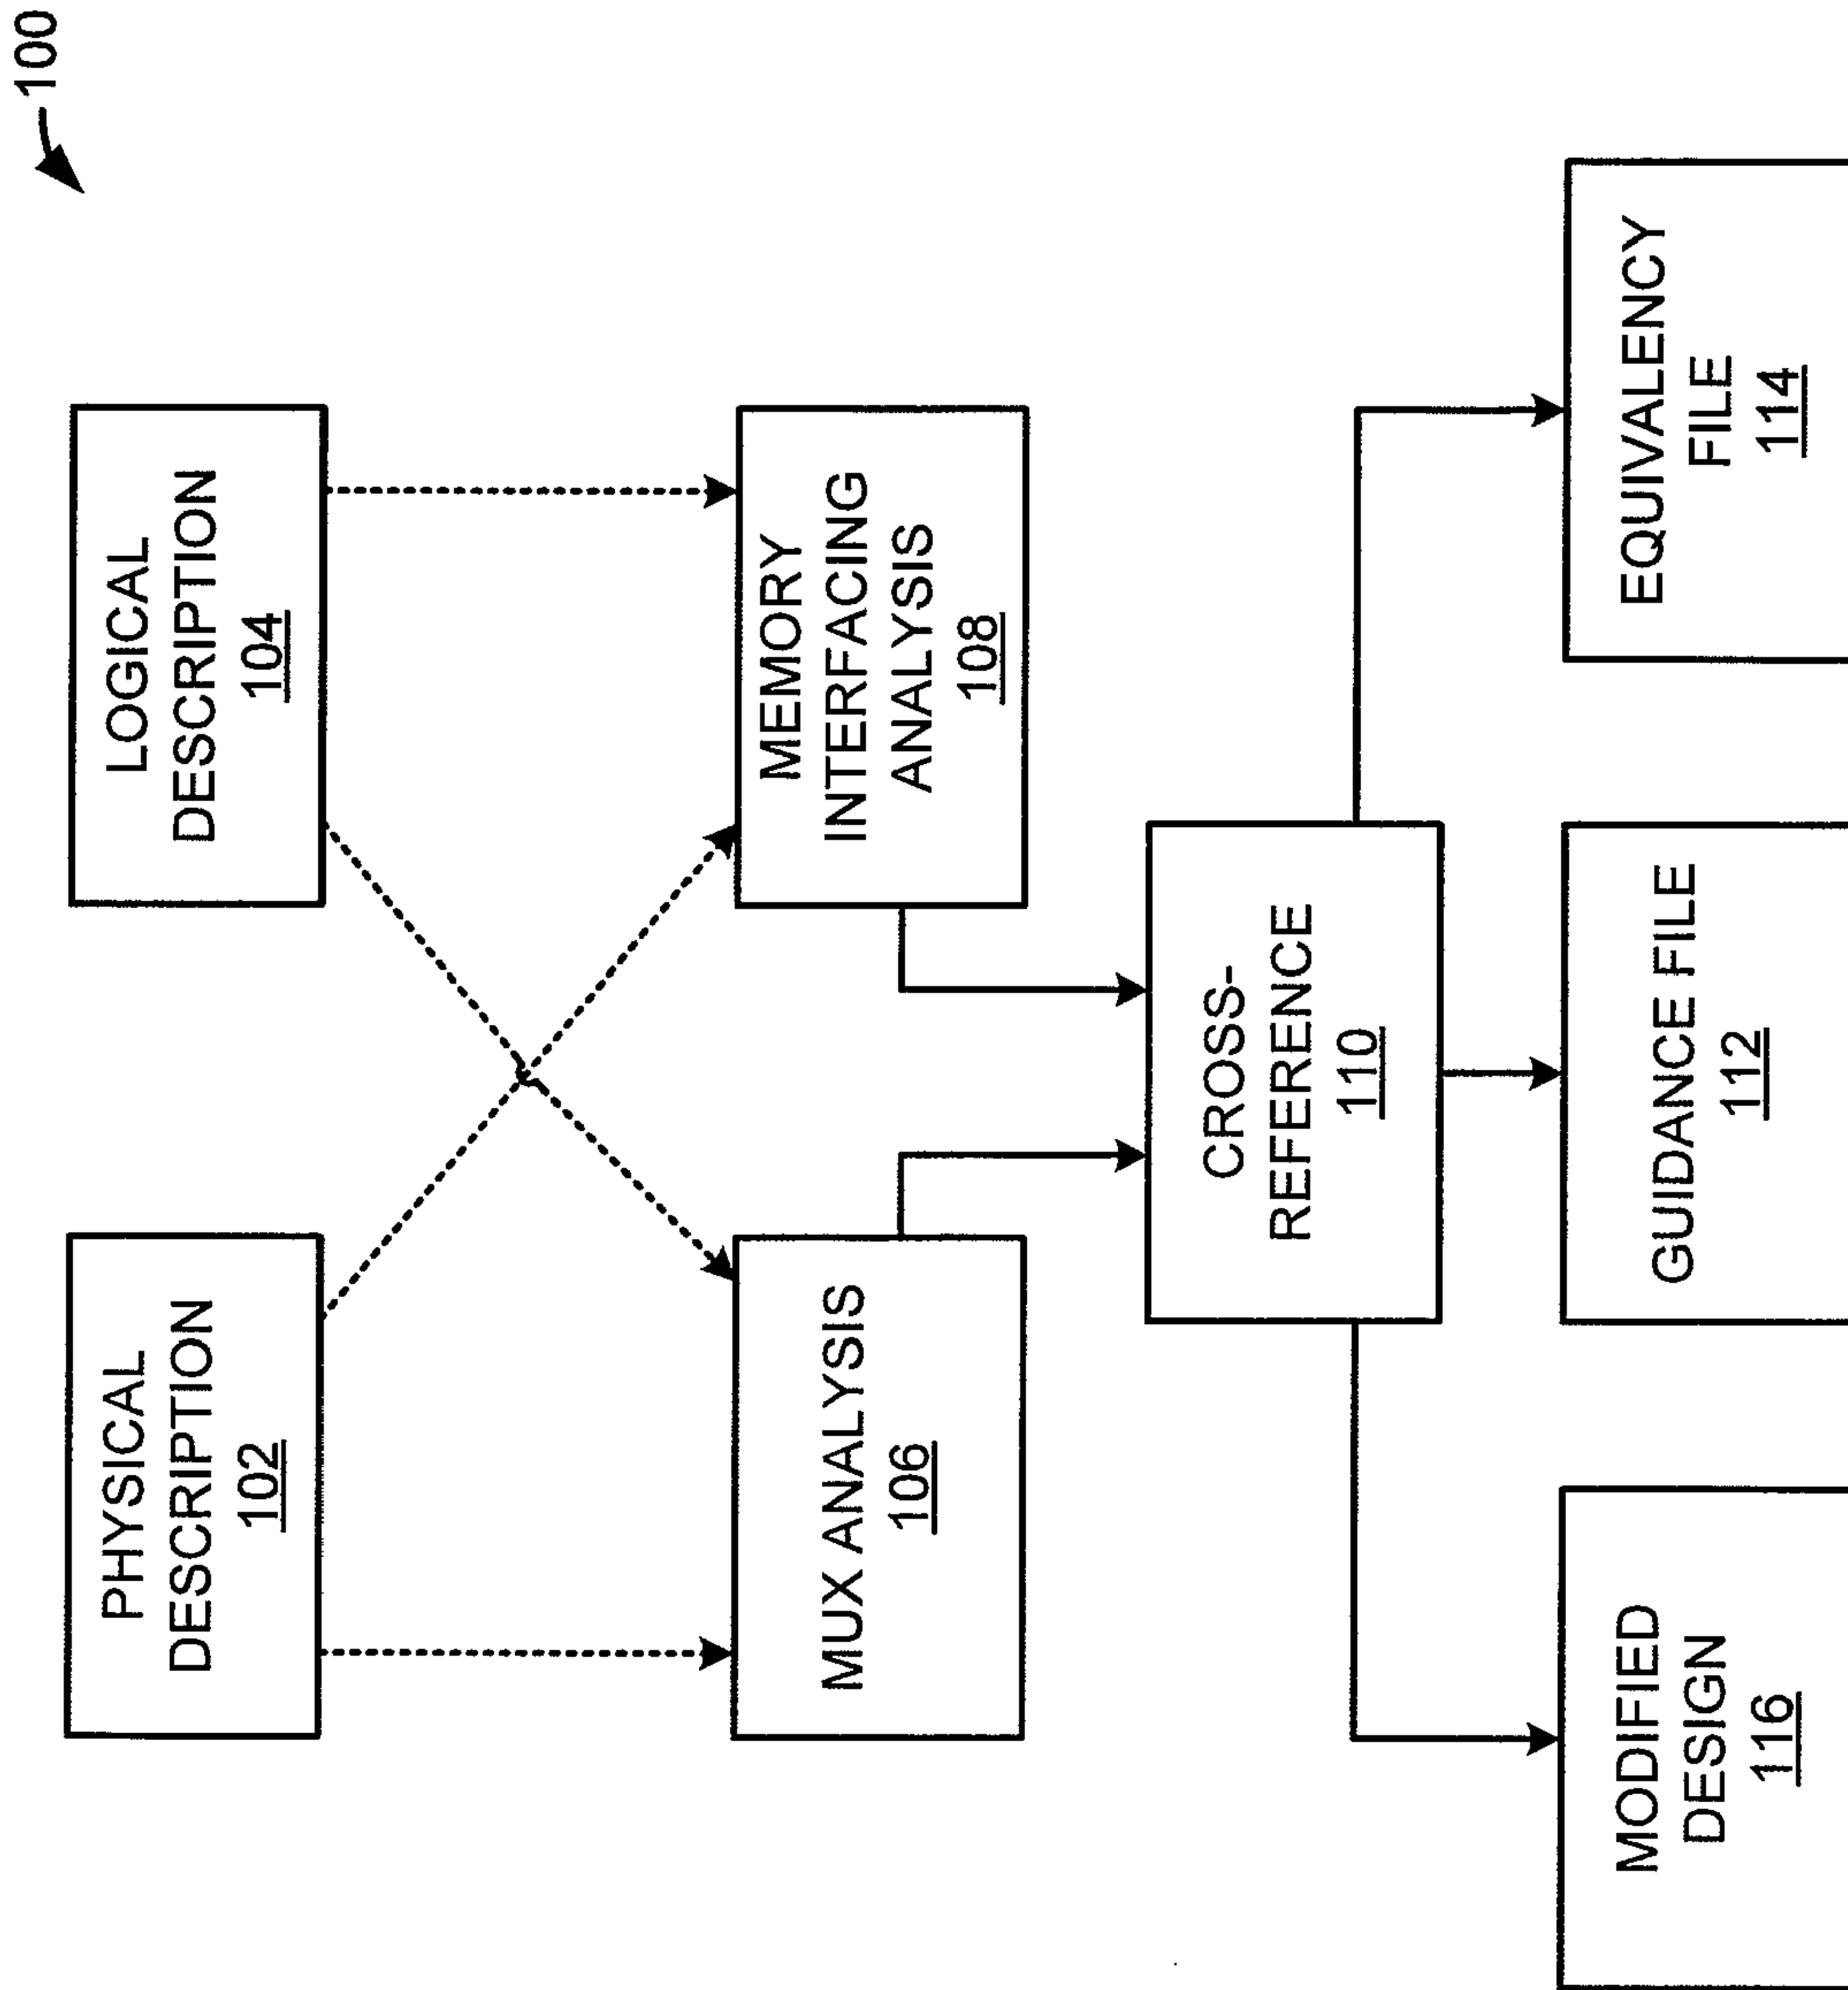 100
PHYSICAL
DESCRIPTION
102
LOGICAL
DESCRIPTION
104
MUX ANALYSIS
106
MEMORY
INTERFACING
ANALYSIS
108
CROSS-
REFERENCE
110
MODIFIED
DESIGN
116
GUIDANCE FILE
112
EQUIVALENCY
FILE
114